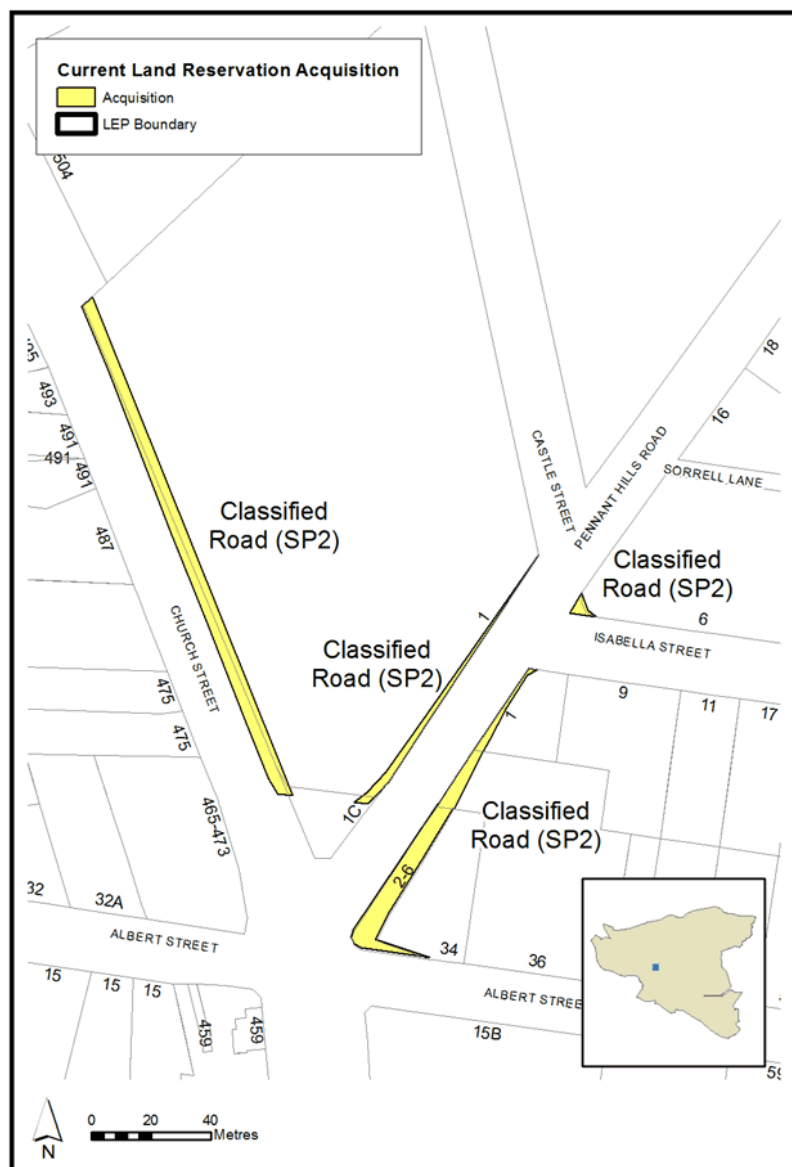 Current Land Reservation Acquisition
Acquisition
LEP Boundary
504
493
491
491
491
487
CHURCH STREET
475
475
465-473
Classified
Road (SP2)
CASTLE STREET
PENNANT HILLS ROAD
18
16
SORRELL LANE
Classified
Road (SP2)
6
ISABELLA STREET
1
Classified
Road (SP2)
1
9
11
17
1C
Classified
Road (SP2)
2-6
32
32A
ALBERT STREET
34
36
ALBERT STREE
15
15
15
459
459
15B
N
0
20
40
Metres